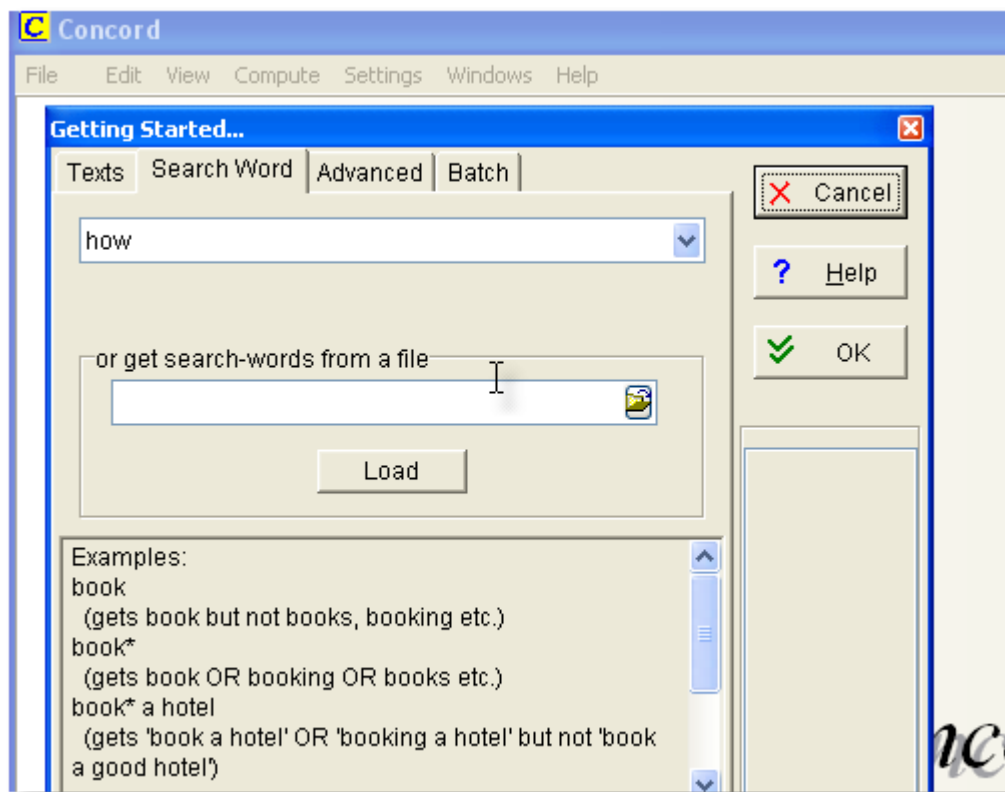 C Concord
File Edit View Compute Settings Windows Help
Getting Started...
Texts Search Word Advanced Batch
Cancel
how
? Help
or get search-words from a file
OK
Load
Examples:
book
(gets book but not books, booking etc.)
book*
(gets book OR booking OR books etc.)
book* a hotel
(gets 'book a hotel' OR 'booking a hotel' but not 'book
a good hotel')